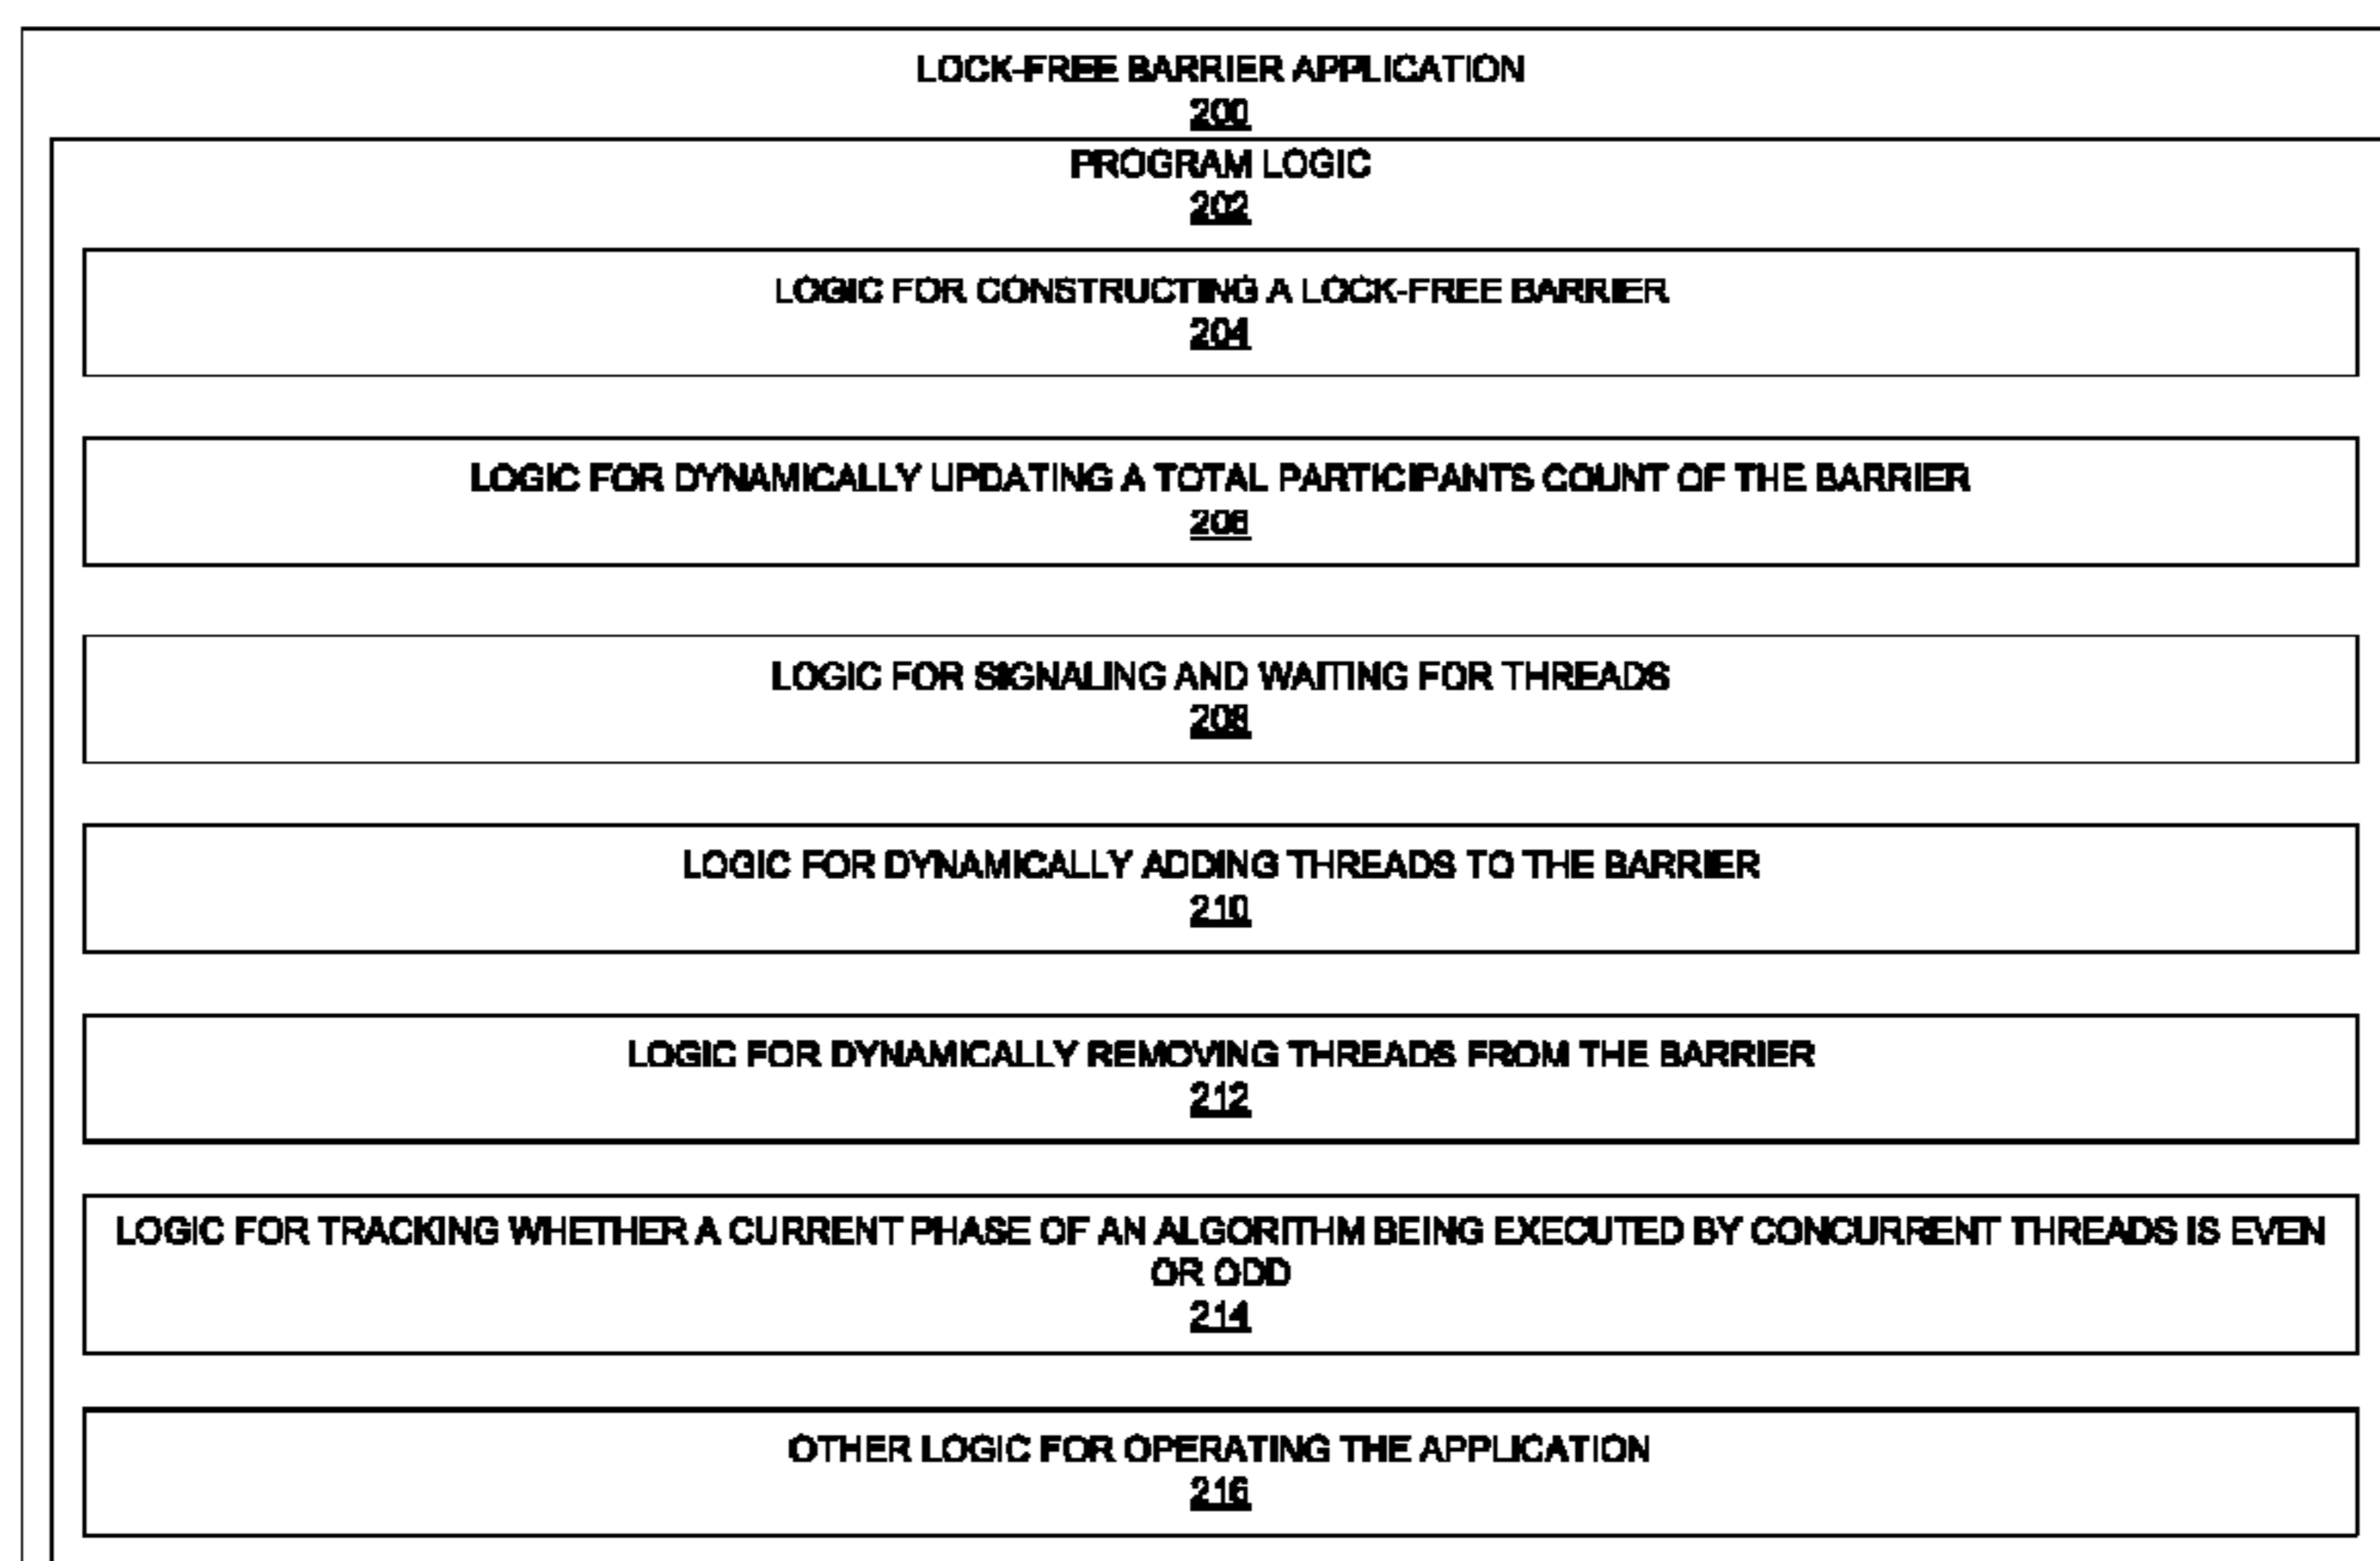 LOCK-FREE BARRIER APPLICATION
200
PROGRAM LOGIC
202
LOGIC FOR CONSTRUCTING A LOCK-FREE BARRIER
204
LOGIC FOR DYNAMICALLY UPDATING A TOTAL PARTICIPANTS COUNT OF THE BARRIER
206
LOGIC FOR SIGNALING AND WAITING FOR THREADS
208
LOGIC FOR DYNAMICALLY ADDING THREADS TO THE BARRIER
210
LOGIC FOR DYNAMICALLY REMOVING THREADS FROM THE BARRIER
212
LOGIC FOR TRACKING WHETHER A CURRENT PHASE OF AN ALGORITHM BEING EXECUTED BY CONCURRENT THREADS IS EVEN
OR ODD
214
OTHER LOGIC FOR OPERATING THE APPLICATION
216